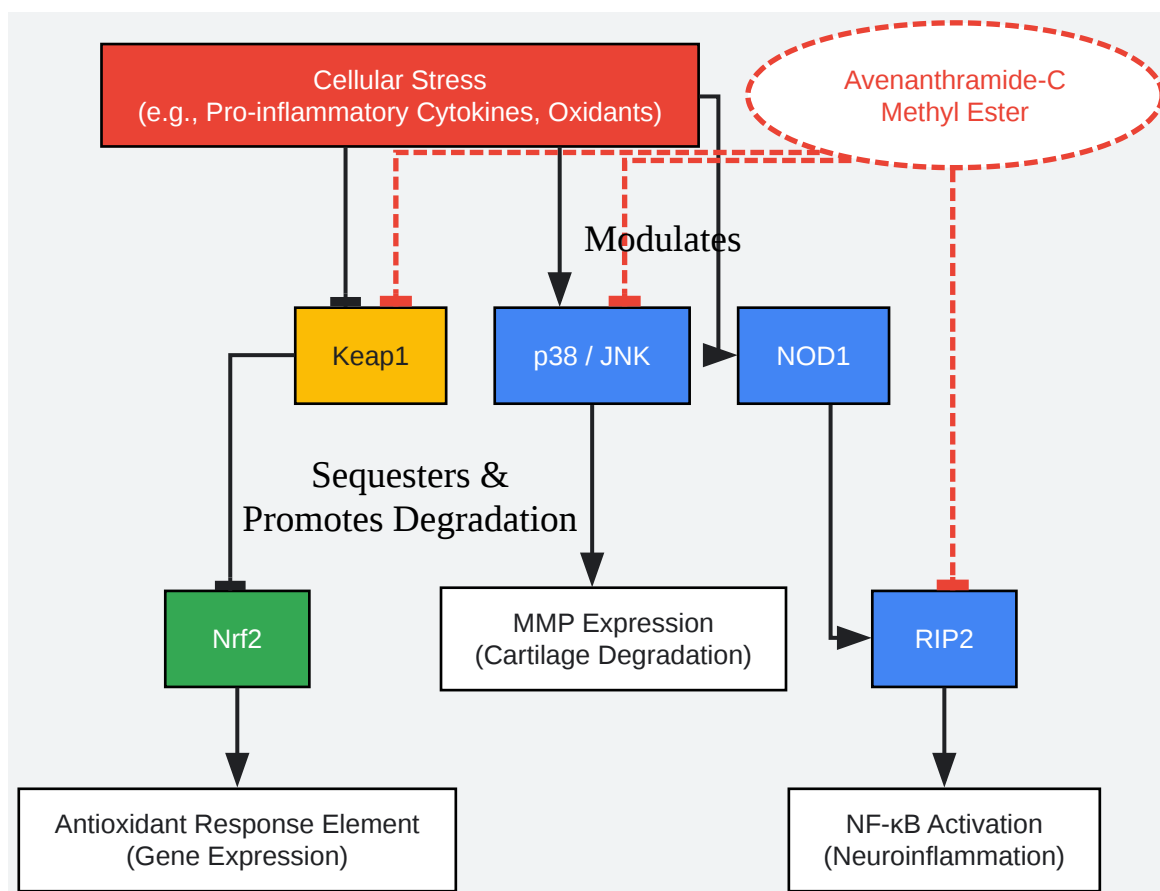 Cellular Stress
(e.g., Pro-inflammatory Cytokines, Oxidants)
Avenanthramide-C
Methyl Ester
Modulates
Keap1
p38 / JNK
NOD1
Sequesters &
Promotes Degradation
Nrf2
MMP Expression
(Cartilage Degradation)
RIP2
Antioxidant Response Element
(Gene Expression)
NF-κB Activation
(Neuroinflammation)